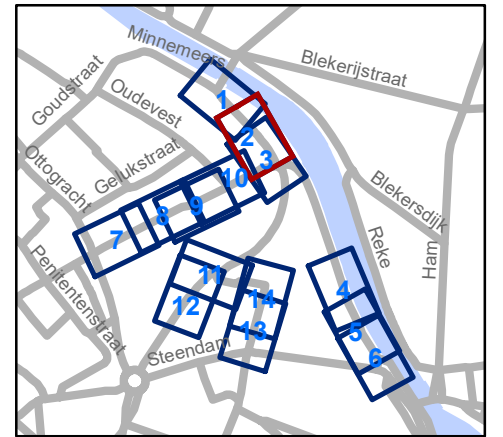 Minnemeers
Blekerijstraat
Goudstraat
Oudevest
1
2
Ottogracht
Gelukstraat
3
10
Blekersdijk
9
8
7
Reke
Ham
Penitentenstraat
11
14
4
12
13
5
Steendam
6